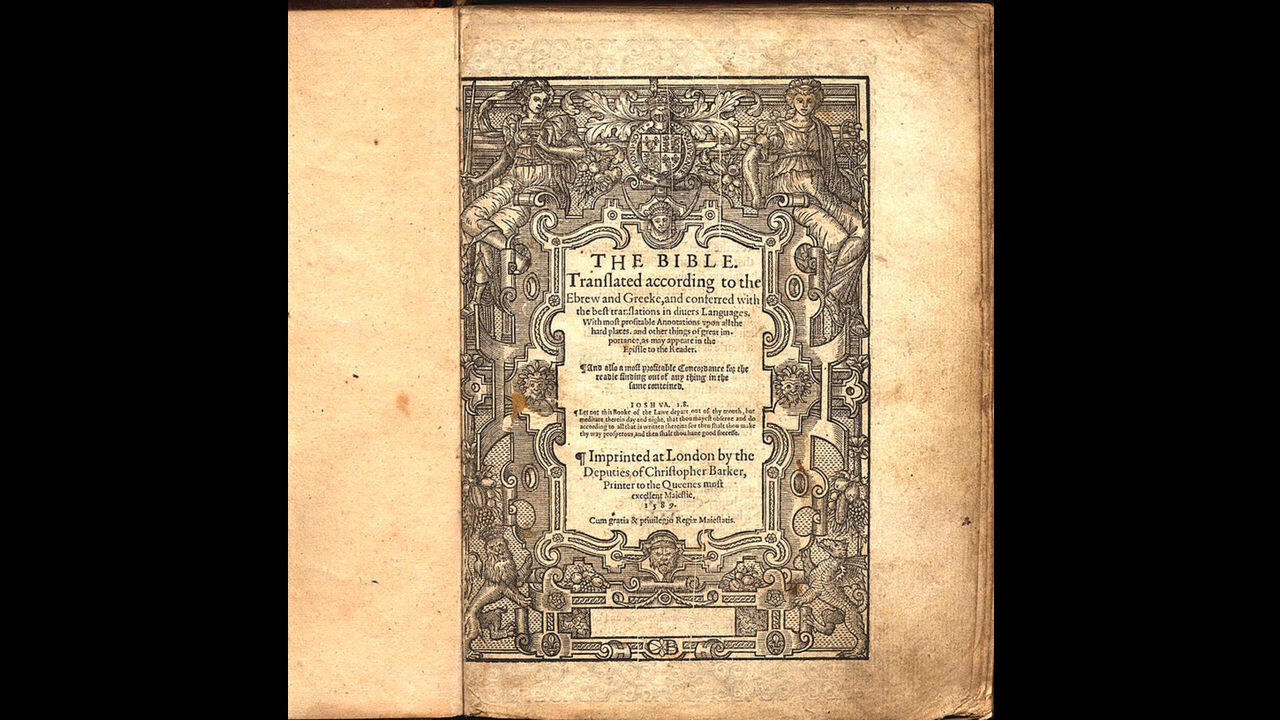 THE BIBLE.
Tranſlated according to the
Ebrew and Greeke, and conferred with
the beſt tranſlations in diuers Languages.
With moſt profitable Annotations vpon all the
hard places, and other things of great im-
portance, as may appeare in the
Epiſtle to the Reader.
¶ And alſo a moſt profitable Concordance for the
readie finding out of any thing in the
ſame conteined.
IOSHVA. 1.8.
¶ Let not this Booke of the Lawe depart out of thy mouth, but
meditate therein day and night, that thou mayeſt obſerue and do
according to all that is written therein: for then ſhalt thou make
thy way proſperous, and then ſhalt thou haue good ſucceſſe.
¶ Imprinted at London by the
Deputies of Chriſtopher Barker,
Printer to the Queenes moſt
excellent Maieſtie,
1589.
Cum gratia & priuilegio Regiæ Maieſtatis.
CB